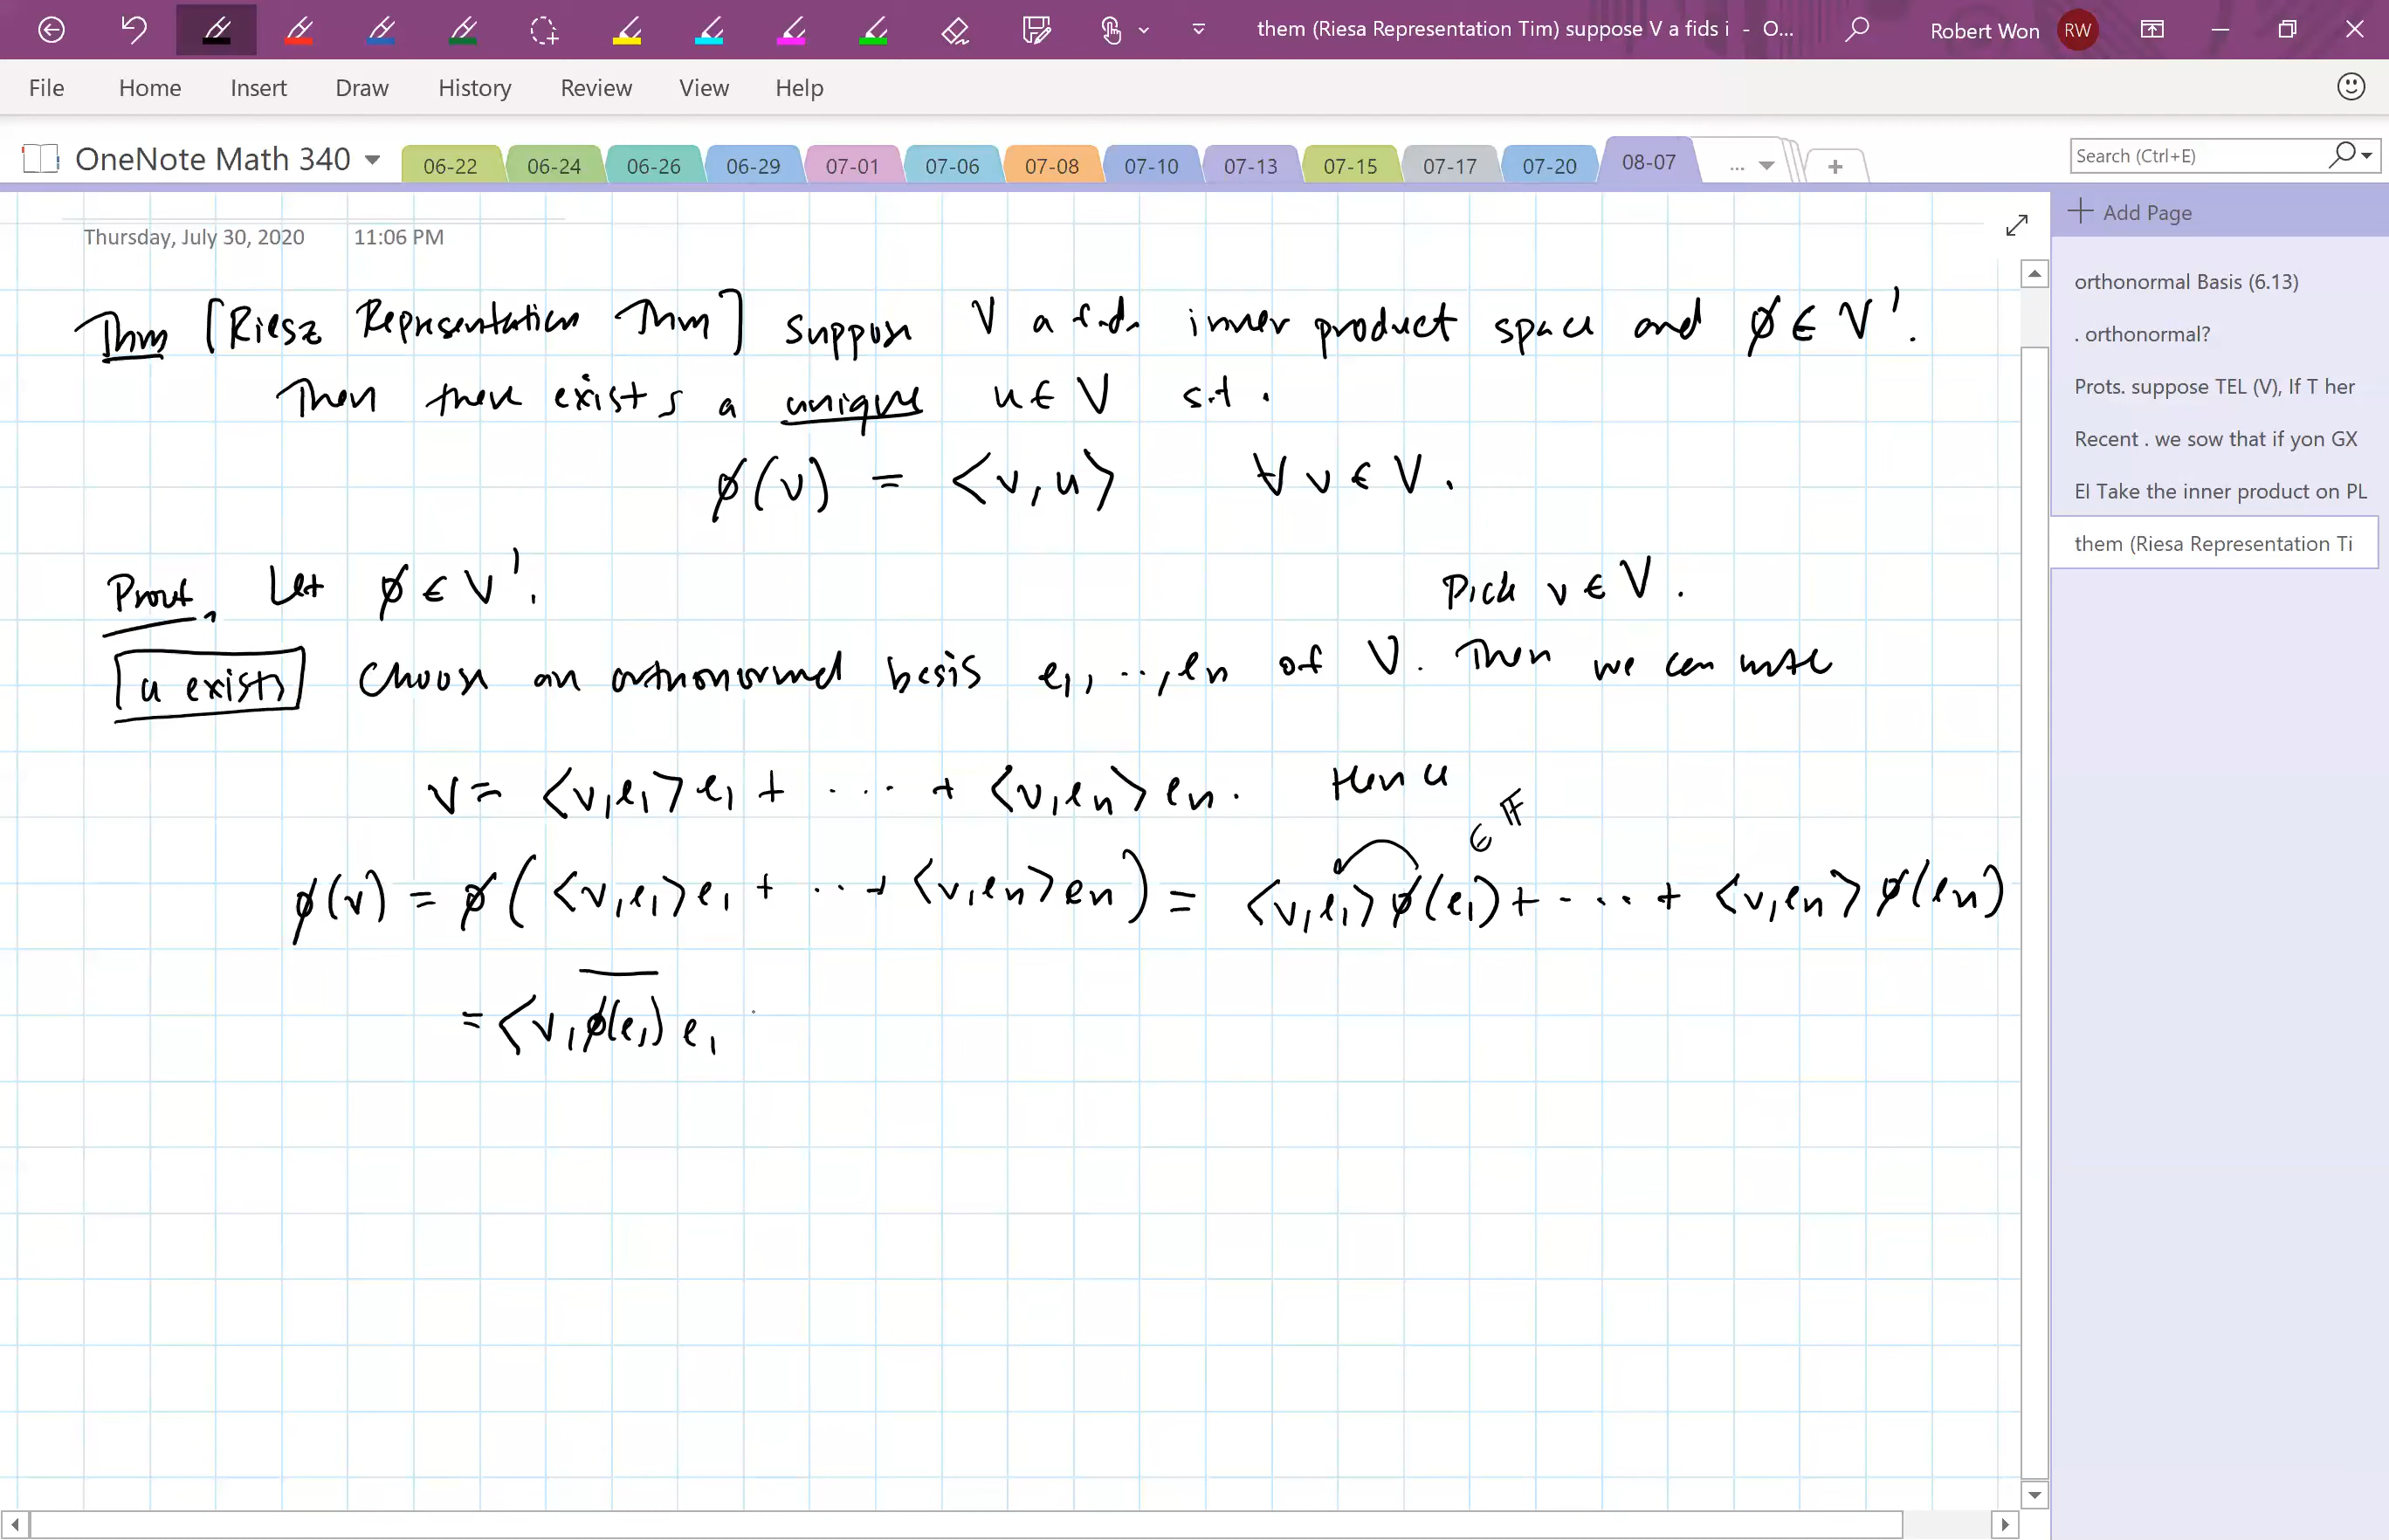 them (Riesa Representation Tim) suppose V a fids i - O...
Robert Won RW
File Home Insert Draw History Review View Help
OneNote Math 340
06-22 06-24 06-26 06-29 07-01 07-06 07-08 07-10 07-13 07-15 07-17 07-20 08-07 ... +
Search (Ctrl+E)
Add Page
orthonormal Basis (6.13)
. orthonormal?
Prots. suppose TEL (V), If T her
Recent . we sow that if yon GX
El Take the inner product on PL
them (Riesa Representation Ti
Thursday, July 30, 2020 11:06 PM
Thm [Riesz Representation Thm] suppose V a f.d. inner product space and ϕ ∈ V'.
Then there exists a unique u ∈ V s.t.
ϕ(v) = <v, u> ∀ v ∈ V.
Proof. Let ϕ ∈ V'. Pick v ∈ V.
u exists Choose an orthonormal basis e₁, ..., eₙ of V. Then we can write
v = <v, e₁>e₁ + ... + <v, eₙ>eₙ. Hence
∈ 𝔽
ϕ(v) = ϕ(<v, e₁>e₁ + ... + <v, eₙ>eₙ) = <v, e₁>ϕ(e₁) + ... + <v, eₙ>ϕ(eₙ)
= <v, \overline{ϕ(e₁)} e₁